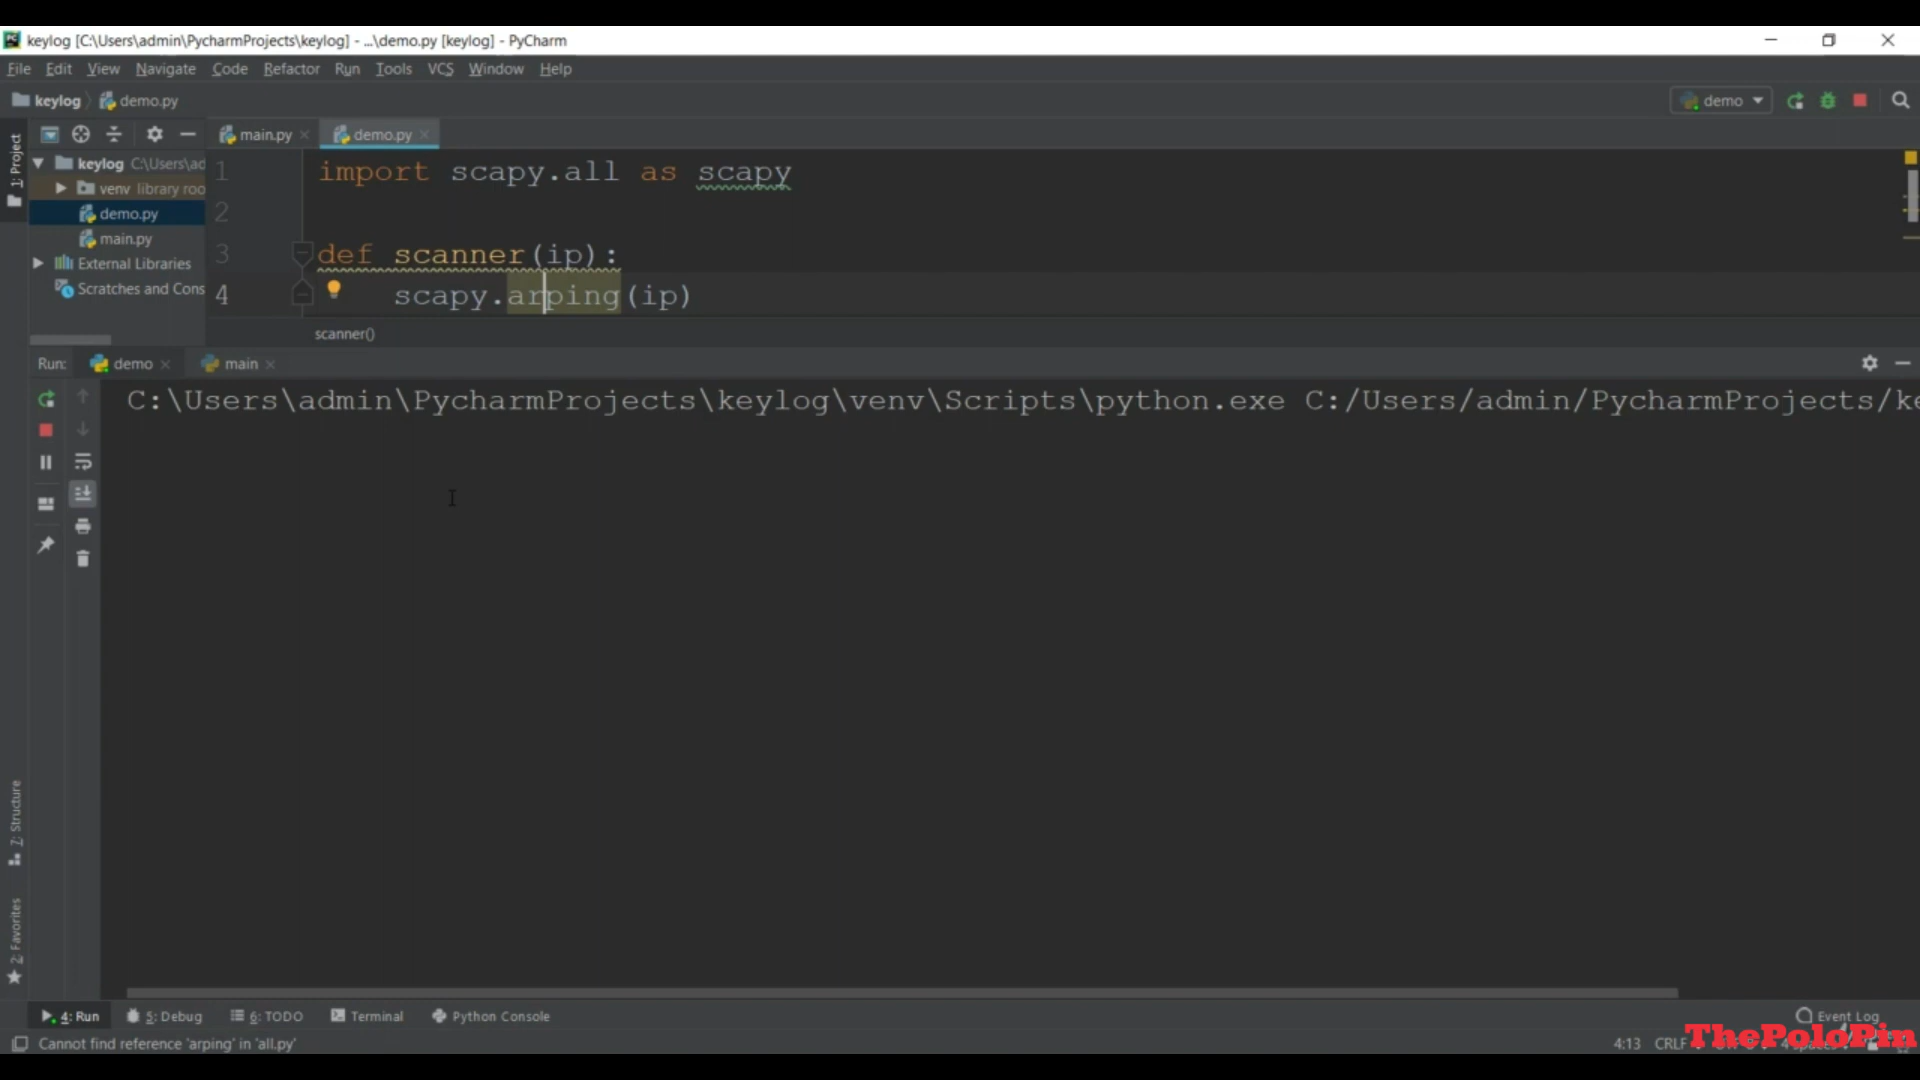 keylog [C:\Users\admin\PycharmProjects\keylog] - ...\demo.py [keylog] - PyCharm
File Edit View Navigate Code Refactor Run Tools VCS Window Help
keylog demo.py
demo
1: Project
main.py demo.py
keylog C:\Users\ad
venv library roo
demo.py
main.py
External Libraries
Scratches and Cons
1 import scapy.all as scapy
2
3 def scanner(ip):
4 scapy.arping(ip)
scanner()
Run: demo main
C:\Users\admin\PycharmProjects\keylog\venv\Scripts\python.exe C:/Users/admin/PycharmProjects/ke
7: Structure
2: Favorites
4: Run 5: Debug 6: TODO Terminal Python Console
Event Log
Cannot find reference 'arping' in 'all.py'
4:13 CRLF
ThePoloPin